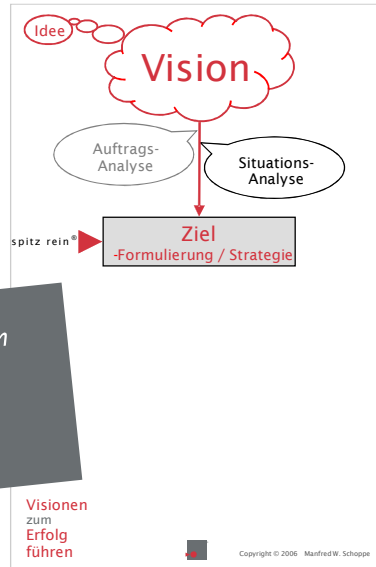 Idee
Vision
Auftrags-
Analyse
Situations-
Analyse
spitz rein®
Ziel
-Formulierung / Strategie
Visionen
zum
Erfolg
führen
Copyright © 2006 Manfred W. Schoppe